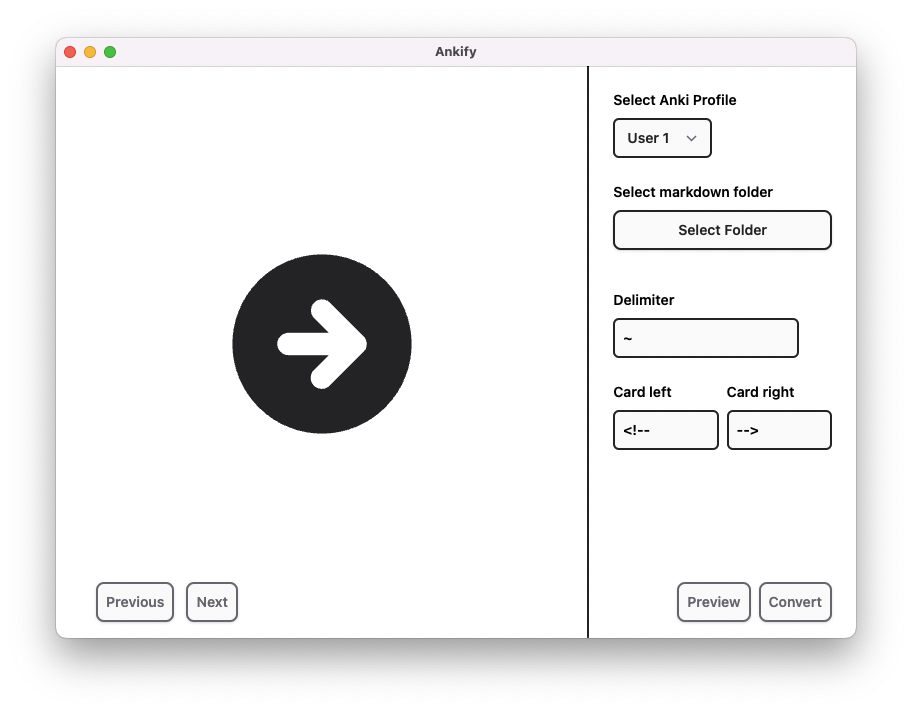 Ankify
Select Anki Profile
User 1
Select markdown folder
Select Folder
Delimiter
~
Card left
Card right
<!--
-->
Previous
Next
Preview
Convert